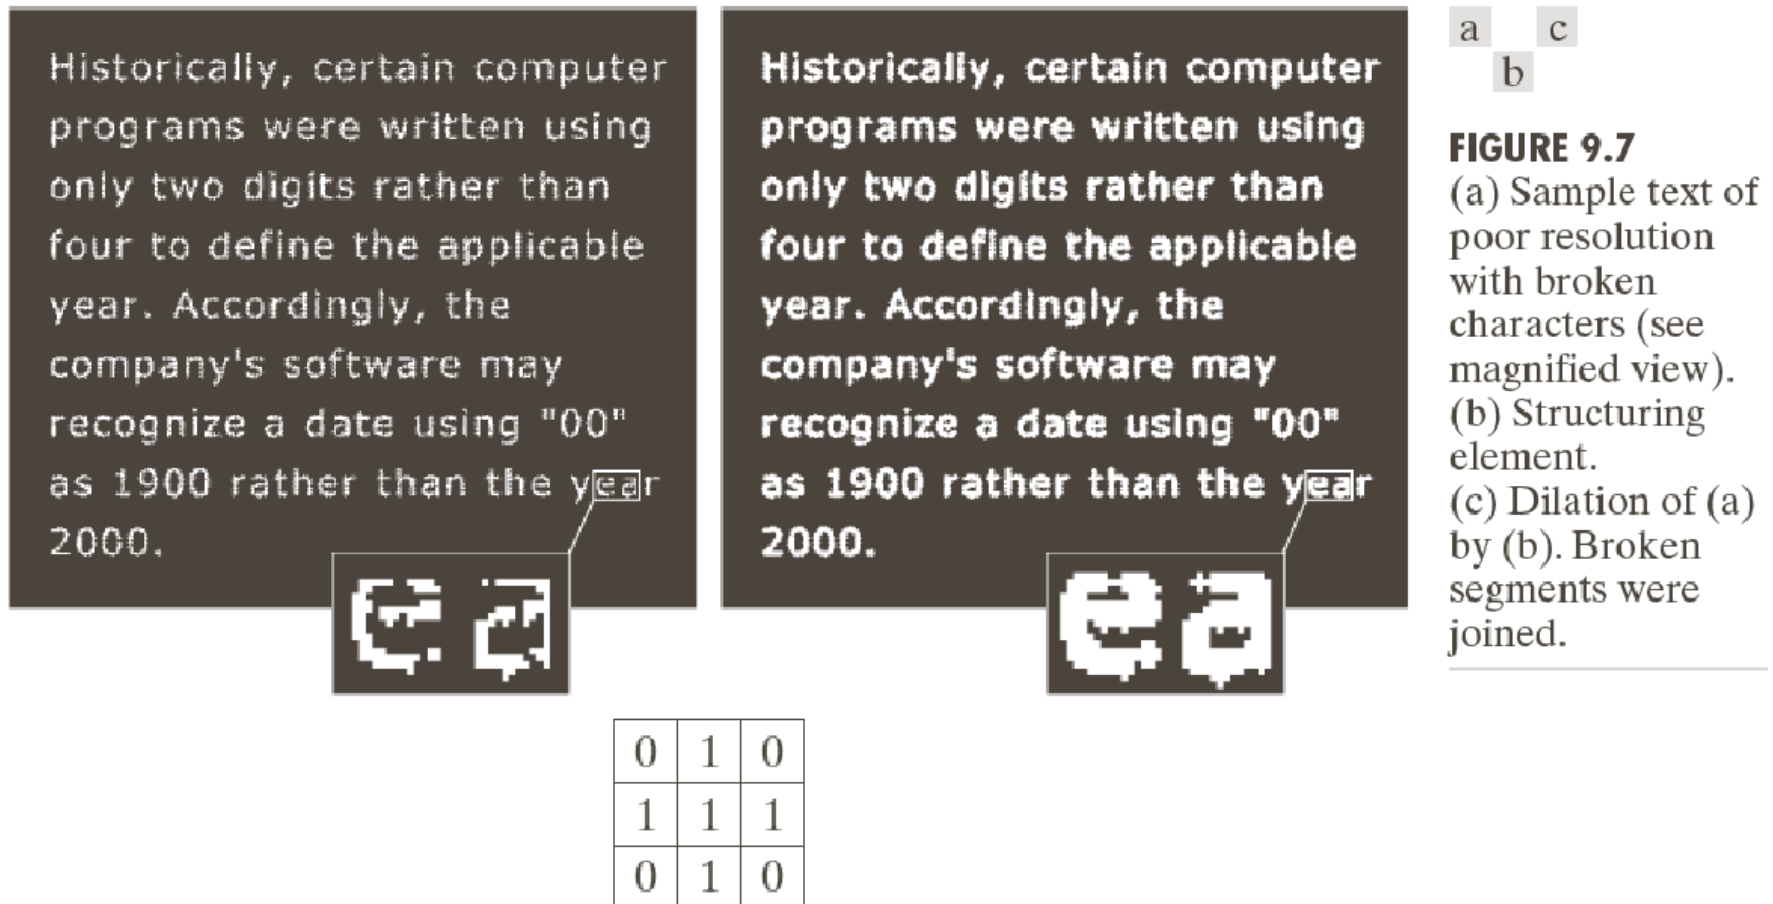 Historically, certain computer
programs were written using
only two digits rather than
four to define the applicable
year. Accordingly, the
company's software may
recognize a date using "00"
as 1900 rather than the year
2000.
e a
Historically, certain computer
programs were written using
only two digits rather than
four to define the applicable
year. Accordingly, the
company's software may
recognize a date using "00"
as 1900 rather than the year
2000.
e a
0 1 0
1 1 1
0 1 0
a c
b
FIGURE 9.7
(a) Sample text of
poor resolution
with broken
characters (see
magnified view).
(b) Structuring
element.
(c) Dilation of (a)
by (b). Broken
segments were
joined.